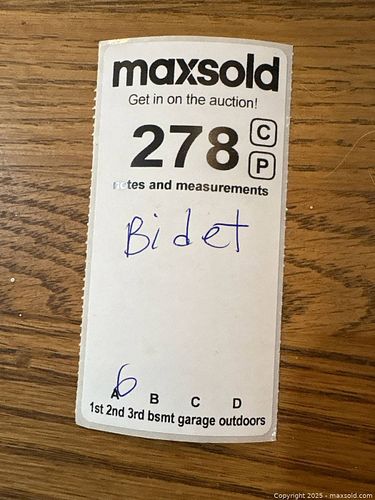 maxsold
Get in on the auction!
278 C
P
notes and measurements
Bidet
6
A B C D
1st 2nd 3rd bsmt garage outdoors
Copyright 2025 - maxsold.com